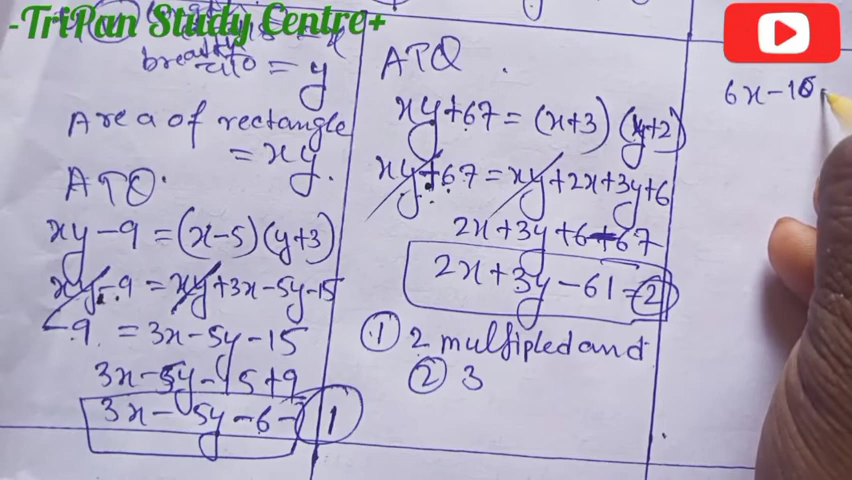 -TriPan Study Centre+
= y
Area of rectangle
= xy.
ATQ.
xy-9 = (x-5) (y+3)
xy-9 = xy+3x-5y-15
-9 = 3x-5y-15
3x-5y-15+9
3x-5y-6-①
ATQ.
xy+67 = (x+3) (y+2)
xy+67 = xy+2x+3y+6
2x+3y+6-67
2x+3y-61-②
① 2 multipled and
② 3
6x-10